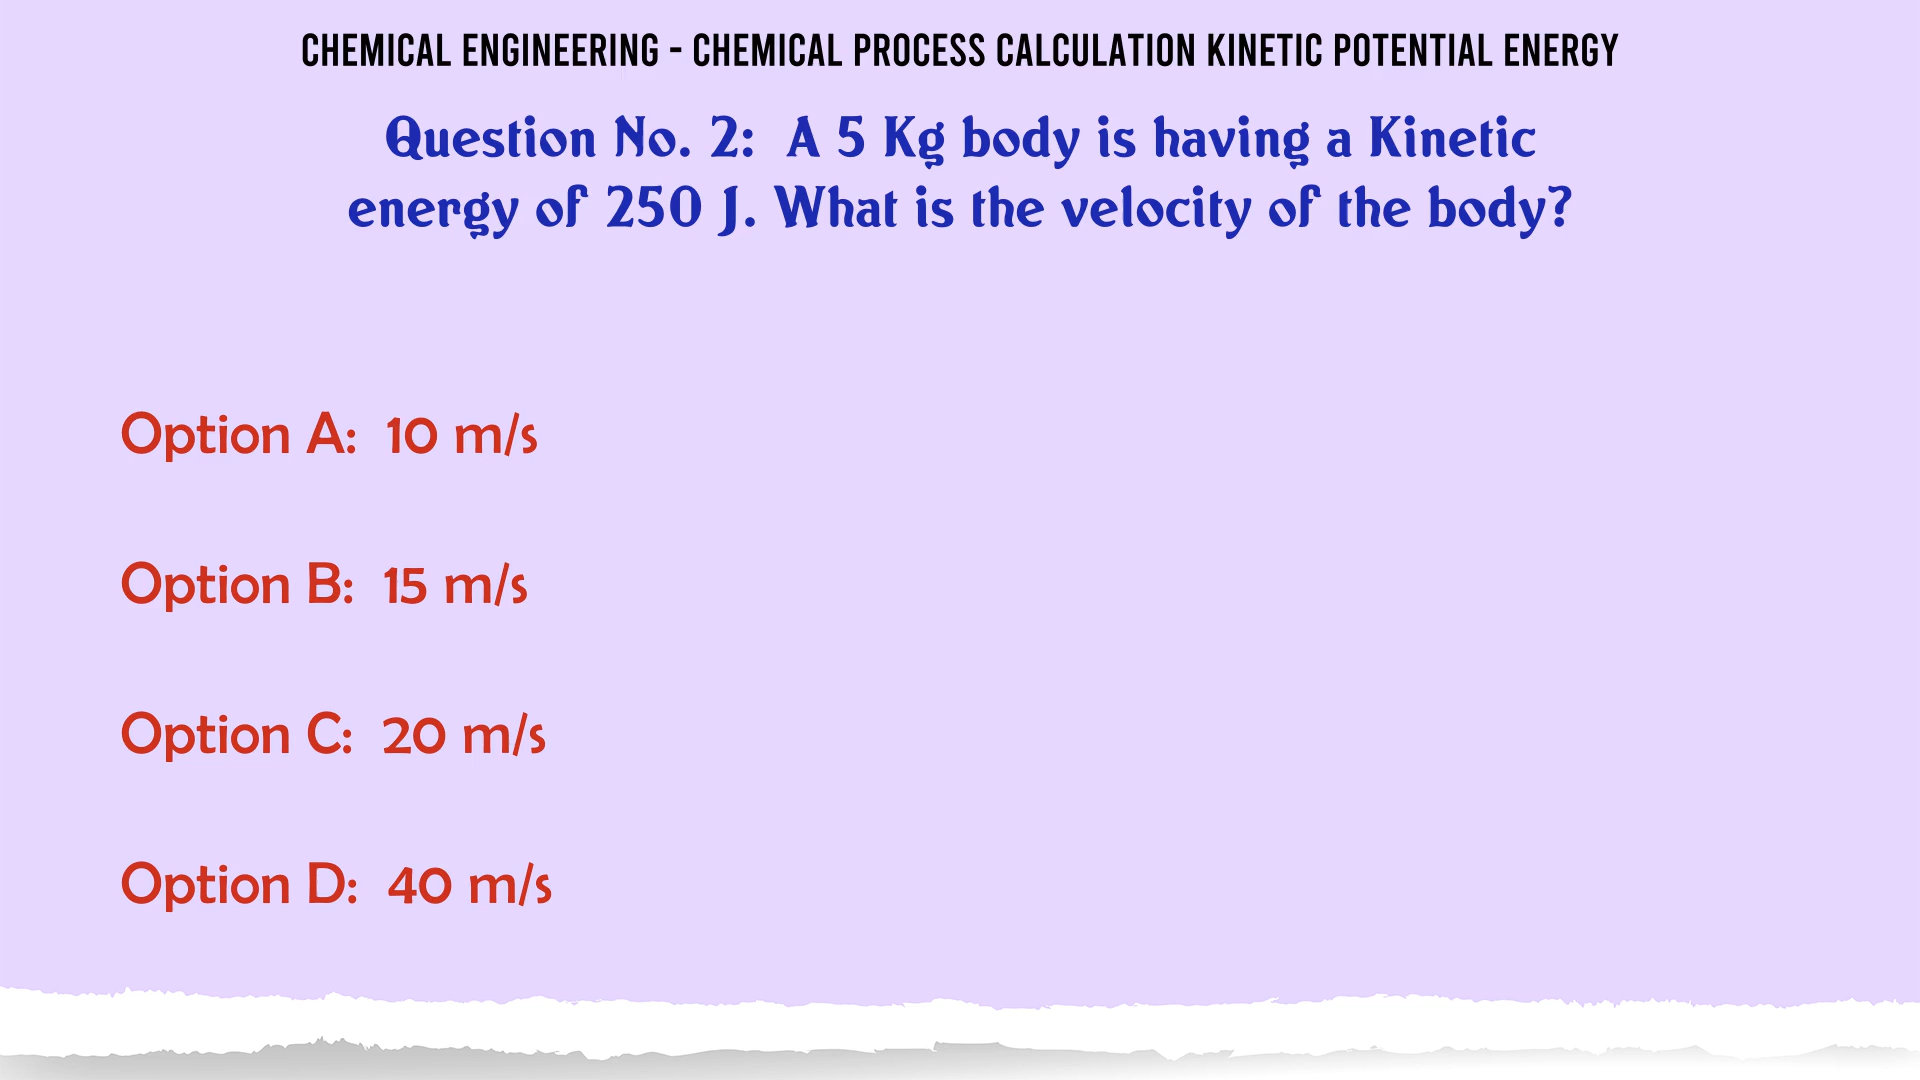 CHEMICAL ENGINEERING - CHEMICAL PROCESS CALCULATION KINETIC POTENTIAL ENERGY
Question No. 2: A 5 Kg body is having a Kinetic
energy of 250 J. What is the velocity of the body?
Option A: 10 m/s
Option B: 15 m/s
Option C: 20 m/s
Option D: 40 m/s